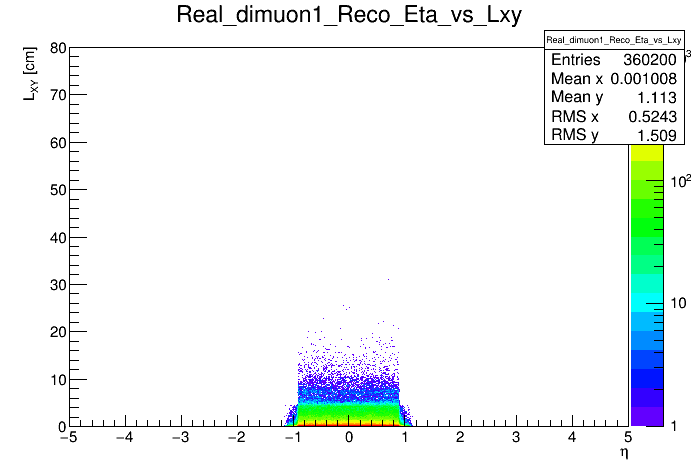 Real_dimuon1_Reco_Eta_vs_Lxy
Real_dimuon1_Reco_Eta_vs_Lxy
Entries 360200
Mean x 0.001008
Mean y 1.113
RMS x 0.5243
RMS y 1.509
L_XY [cm]
80
70
60
50
40
30
20
10
0
−5 −4 −3 −2 −1 0 1 2 3 4 5
η
3
10²
10
1